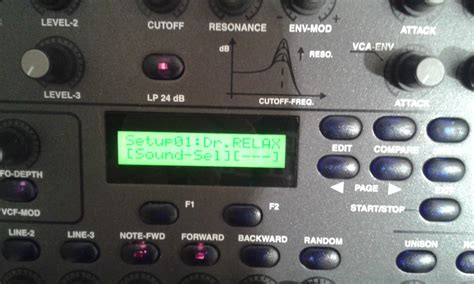 LEVEL-2
CUTOFF
RESONANCE
ENV-MOD
ATTACK
dB
RESO.
VCA-ENV
LEVEL-3
LP 24 dB
CUTOFF-FREQ.
ATTACK
Setup01:Dr.RELAX
[Sound-Sel][---]
EDIT
COMPARE
PAGE
START/STOP
FO-DEPTH
VCF-MOD
F1
F2
LINE-2
LINE-3
NOTE-FWD
FORWARD
BACKWARD
RANDOM
UNISON